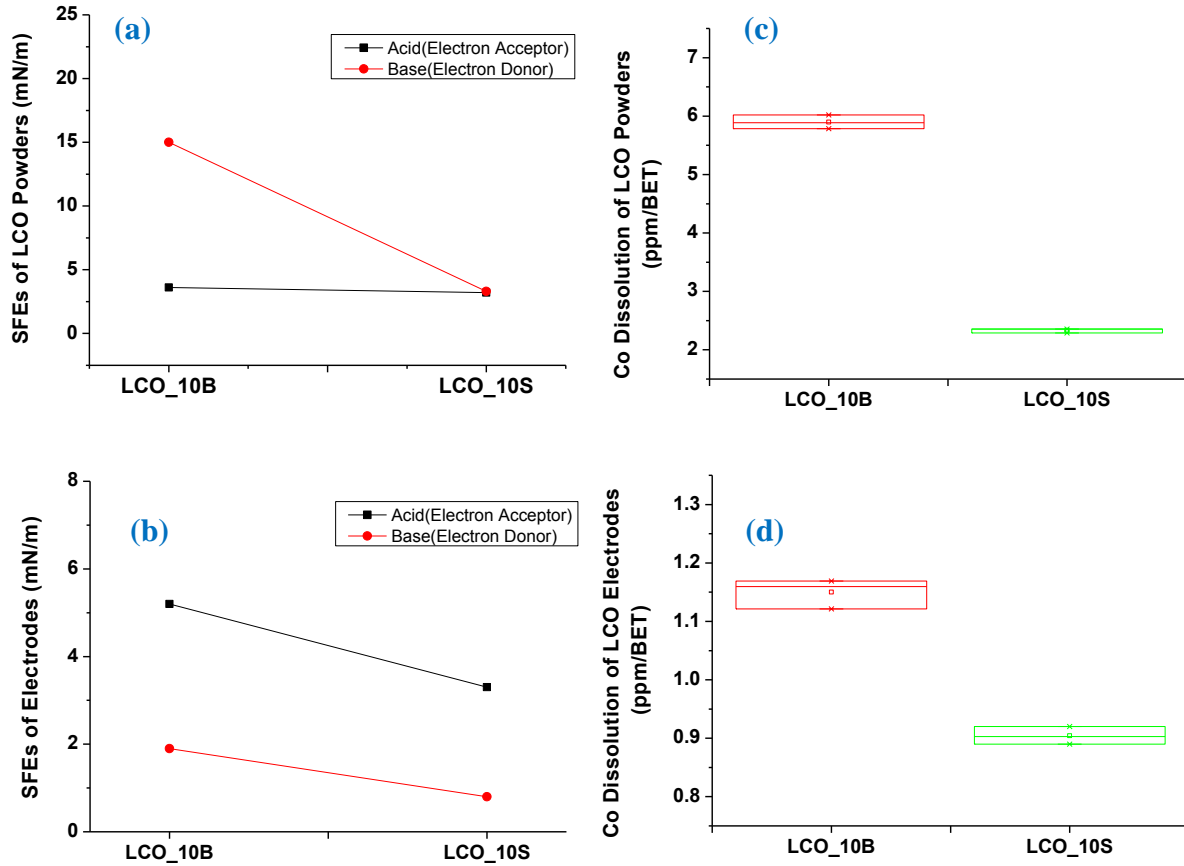 (a)
SFEs of LCO Powders (mN/m)
25
20
15
10
5
0
Acid(Electron Acceptor)
Base(Electron Donor)
LCO_10B
LCO_10S
(c)
Co Dissolution of LCO Powders
(ppm/BET)
7
6
5
4
3
2
LCO_10B
LCO_10S
(b)
SFEs of Electrodes (mN/m)
8
6
4
2
0
Acid(Electron Acceptor)
Base(Electron Donor)
LCO_10B
LCO_10S
(d)
Co Dissolution of LCO Electrodes
(ppm/BET)
1.3
1.2
1.1
1.0
0.9
0.8
LCO_10B
LCO_10S